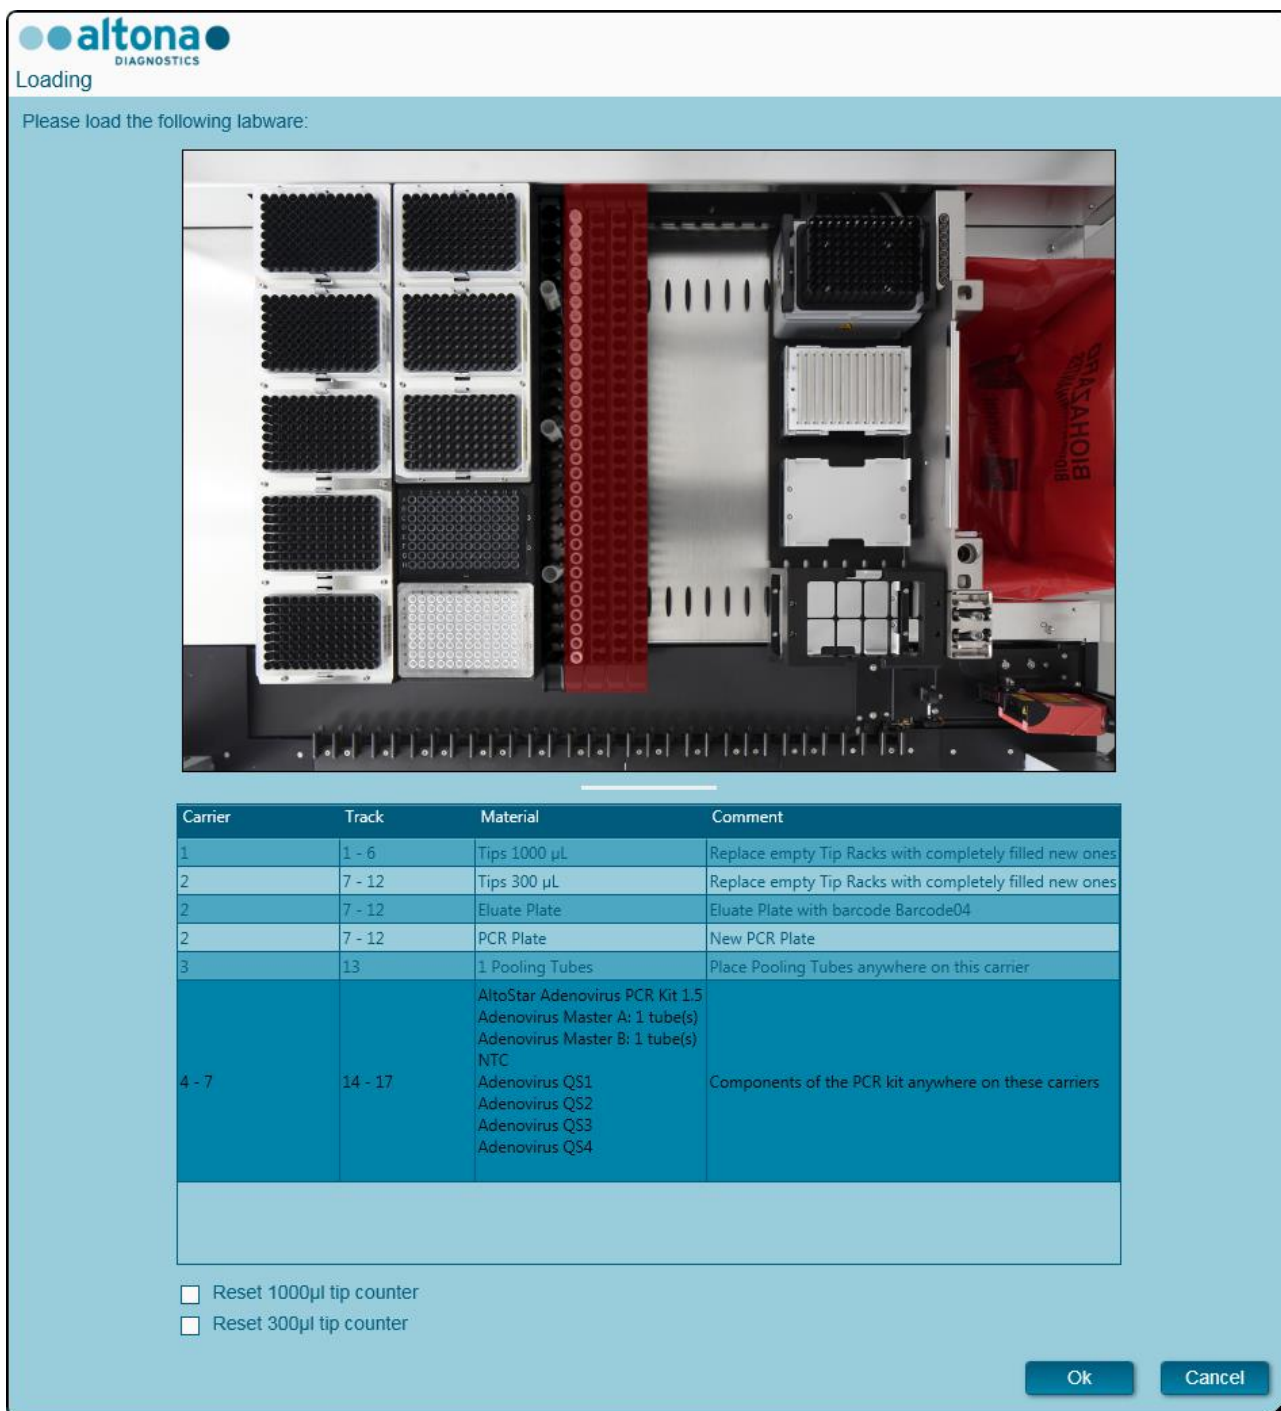 altona
DIAGNOSTICS
Loading
Please load the following labware:
BIOHAZARD
Carrier Track Material Comment
1 1 - 6 Tips 1000 µL Replace empty Tip Racks with completely filled new ones
2 7 - 12 Tips 300 µL Replace empty Tip Racks with completely filled new ones
2 7 - 12 Eluate Plate Eluate Plate with barcode Barcode04
2 7 - 12 PCR Plate New PCR Plate
3 13 1 Pooling Tubes Place Pooling Tubes anywhere on this carrier
4 - 7 14 - 17 AltoStar Adenovirus PCR Kit 1.5
Adenovirus Master A: 1 tube(s)
Adenovirus Master B: 1 tube(s)
NTC
Adenovirus QS1 Components of the PCR kit anywhere on these carriers
Adenovirus QS2
Adenovirus QS3
Adenovirus QS4
Reset 1000µl tip counter
Reset 300µl tip counter
Ok Cancel